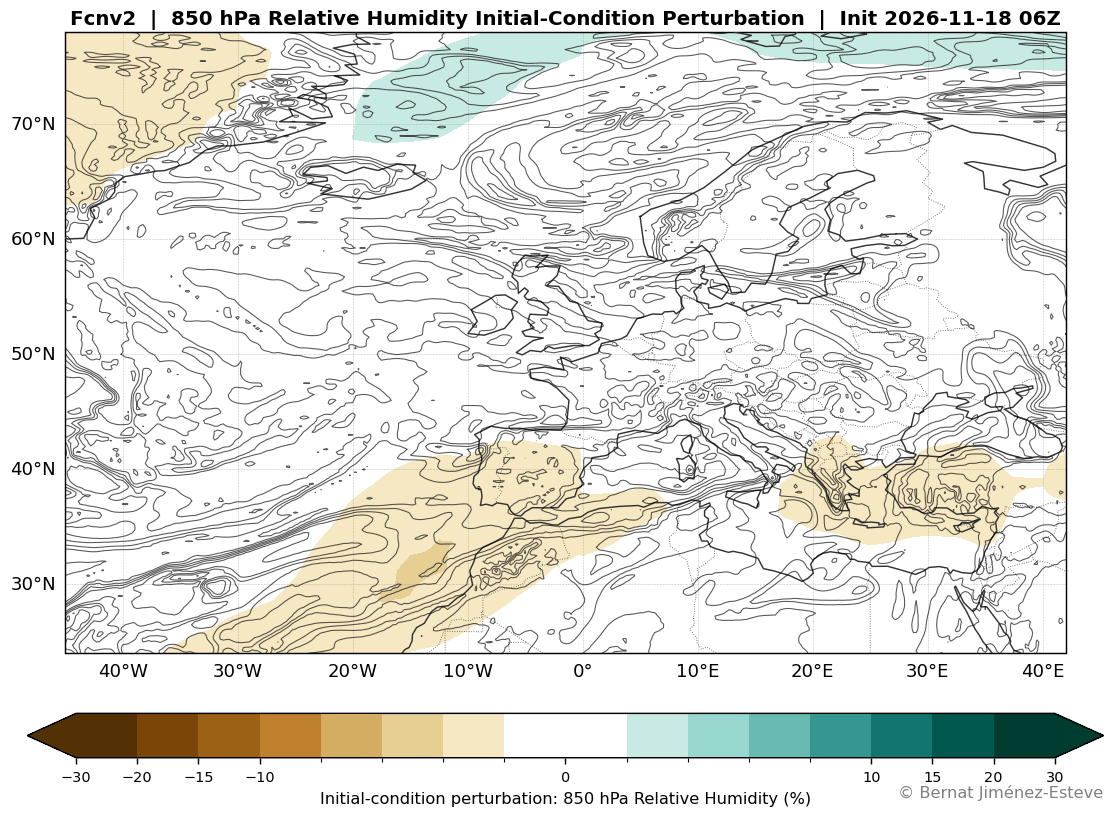 Fcnv2 | 850 hPa Relative Humidity Initial-Condition Perturbation | Init 2026-11-18 06Z
70°N
60°N
50°N
40°N
30°N
40°W 30°W 20°W 10°W 0° 10°E 20°E 30°E 40°E
−30 −20 −15 −10 0 10 15 20 30
Initial-condition perturbation: 850 hPa Relative Humidity (%)
© Bernat Jiménez-Esteve